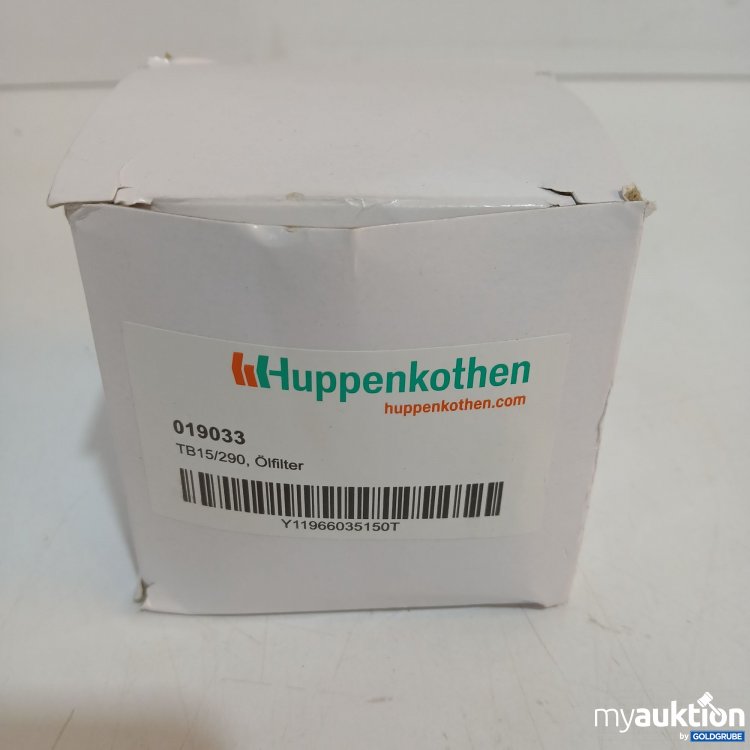 Huppenkothen
huppenkothen.com
019033
TB15/290, Ölfilter
Y11966035150T
myauktion
by GOLDGRUBE